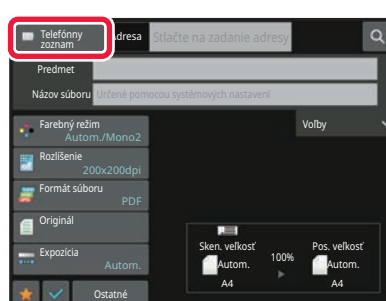 Telefónny
zoznam
Adresa Stlačte na zadanie adresy
Predmet
Názov súboru Určené pomocou systémových nastavení
Farebný režim
Autom./Mono2
Voľby
Rozlíšenie
200x200dpi
Formát súboru
PDF
Originál
Expozícia
Autom.
Sken. veľkosť
Autom.
A4
100%
Pos. veľkosť
Autom.
A4
Ostatné